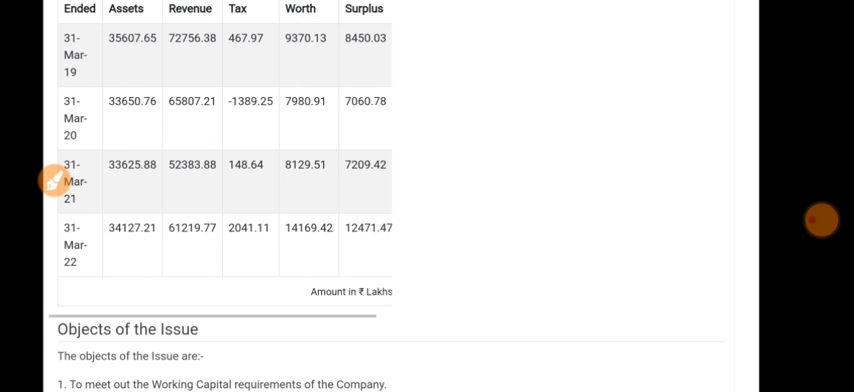 Ended Assets Revenue Tax Worth Surplus
31- 35607.65 72756.38 467.97 9370.13 8450.03
Mar-
19
31- 33650.76 65807.21 -1389.25 7980.91 7060.78
Mar-
20
31- 33625.88 52383.88 148.64 8129.51 7209.42
Mar-
21
31- 34127.21 61219.77 2041.11 14169.42 12471.47
Mar-
22
Amount in ₹ Lakhs
Objects of the Issue
The objects of the Issue are:-
1. To meet out the Working Capital requirements of the Company.